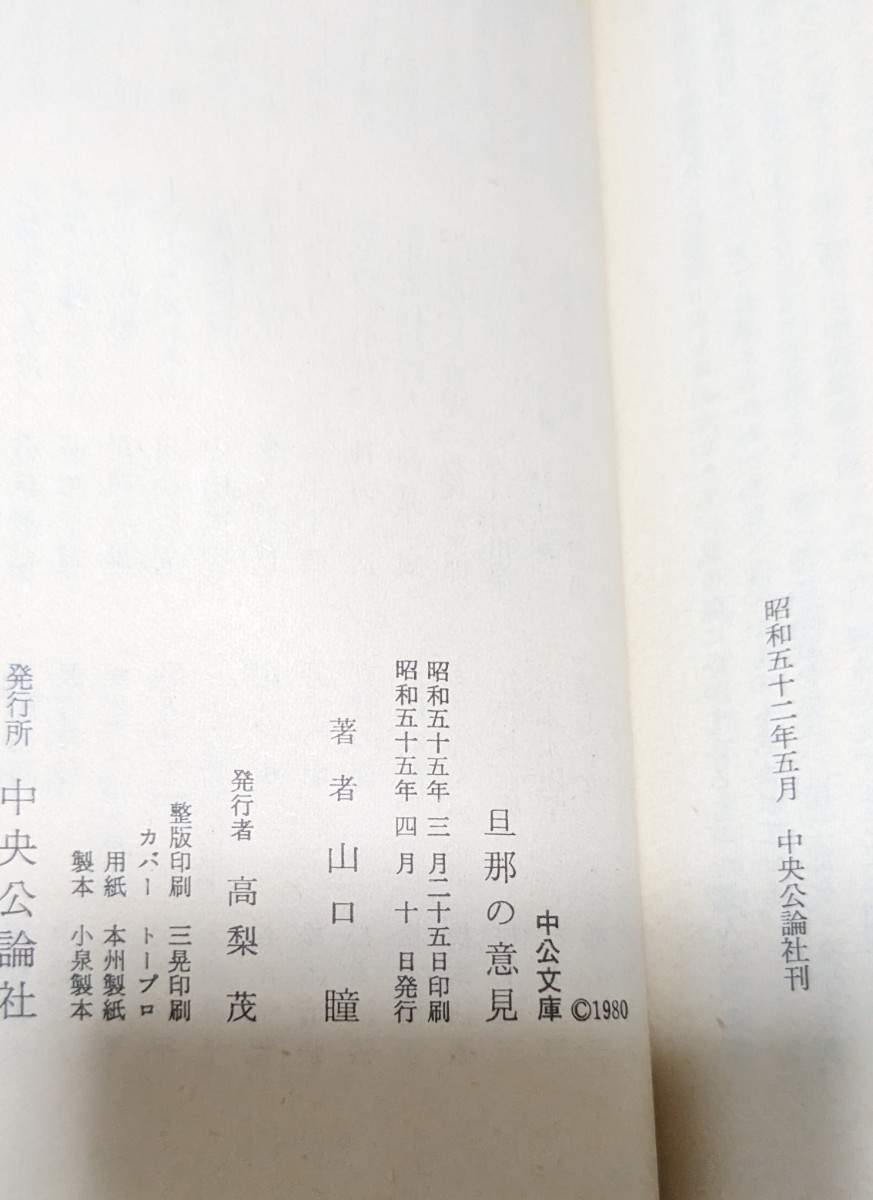 昭和五十二年五月　中央公論社刊
©1980
中公文庫
旦那の意見
昭和五十五年三月二十五日印刷
昭和五十五年四月十日発行
著者　山口　瞳
発行者　高梨　茂
整版印刷　三晃印刷
カバー　トープロ
用紙　本州製紙
製本　小泉製本
発行所　中央公論社